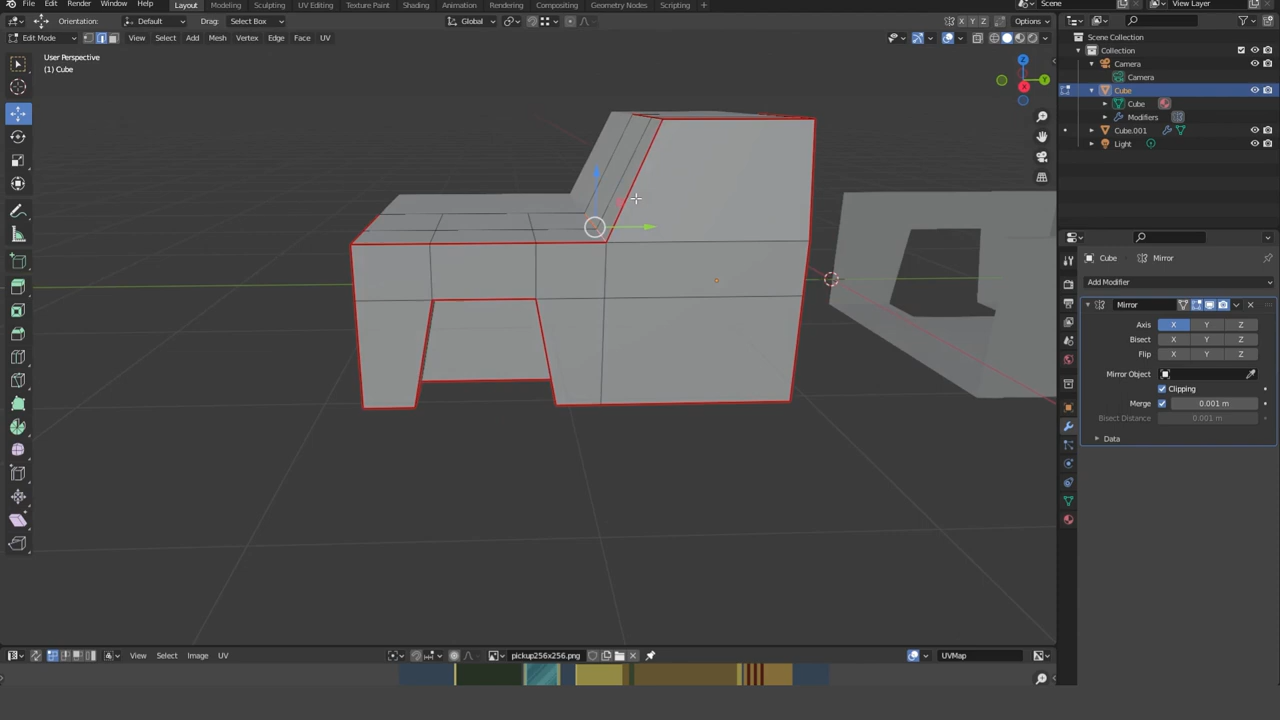 File Edit Render Window Help Layout Modeling Sculpting UV Editing Texture Paint Shading Animation Rendering Compositing Geometry Nodes Scripting Scene View Layer
Orientation: Default Drag: Select Box Global X Y Z Options
Edit Mode View Select Add Mesh Vertex Edge Face UV
User Perspective
(1) Cube
Z
Y
X
Scene Collection
Collection
Camera
Camera
Cube
Cube
Modifiers
Cube.001
Light
Cube Mirror
Add Modifier
Mirror
Axis X Y Z
Bisect X Y Z
Flip X Y Z
Mirror Object
Clipping
Merge 0.001 m
Bisect Distance 0.001 m
Data
View Select Image UV pickup256x256.png UVMap